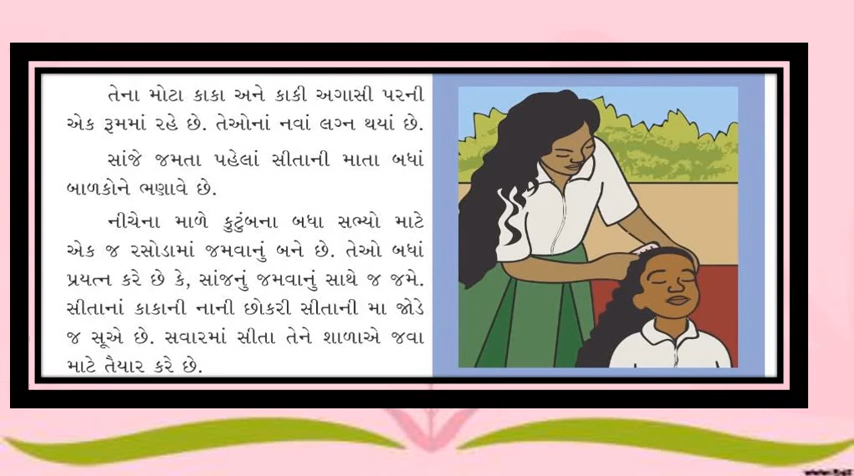 તેના મોટા કાકા અને કાકી અગાસી પરની
એક રૂમમાં રહે છે. તેઓનાં નવાં લગ્ન થયાં છે.
સાંજે જમતા પહેલાં સીતાની માતા બધાં
બાળકોને ભણાવે છે.
નીચેના માળે કુટુંબના બધા સભ્યો માટે
એક જ રસોડામાં જમવાનું બને છે. તેઓ બધાં
પ્રયત્ન કરે છે કે, સાંજનું જમવાનું સાથે જ જમે.
સીતાનાં કાકાની નાની છોકરી સીતાની મા જોડે
જ સૂએ છે. સવારમાં સીતા તેને શાળાએ જવા
માટે તૈયાર કરે છે.